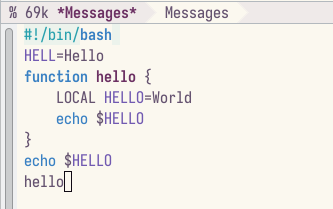 % 69k *Messages* Messages
#!/bin/bash
HELL=Hello
function hello {
    LOCAL HELLO=World
    echo $HELLO
}
echo $HELLO
hello